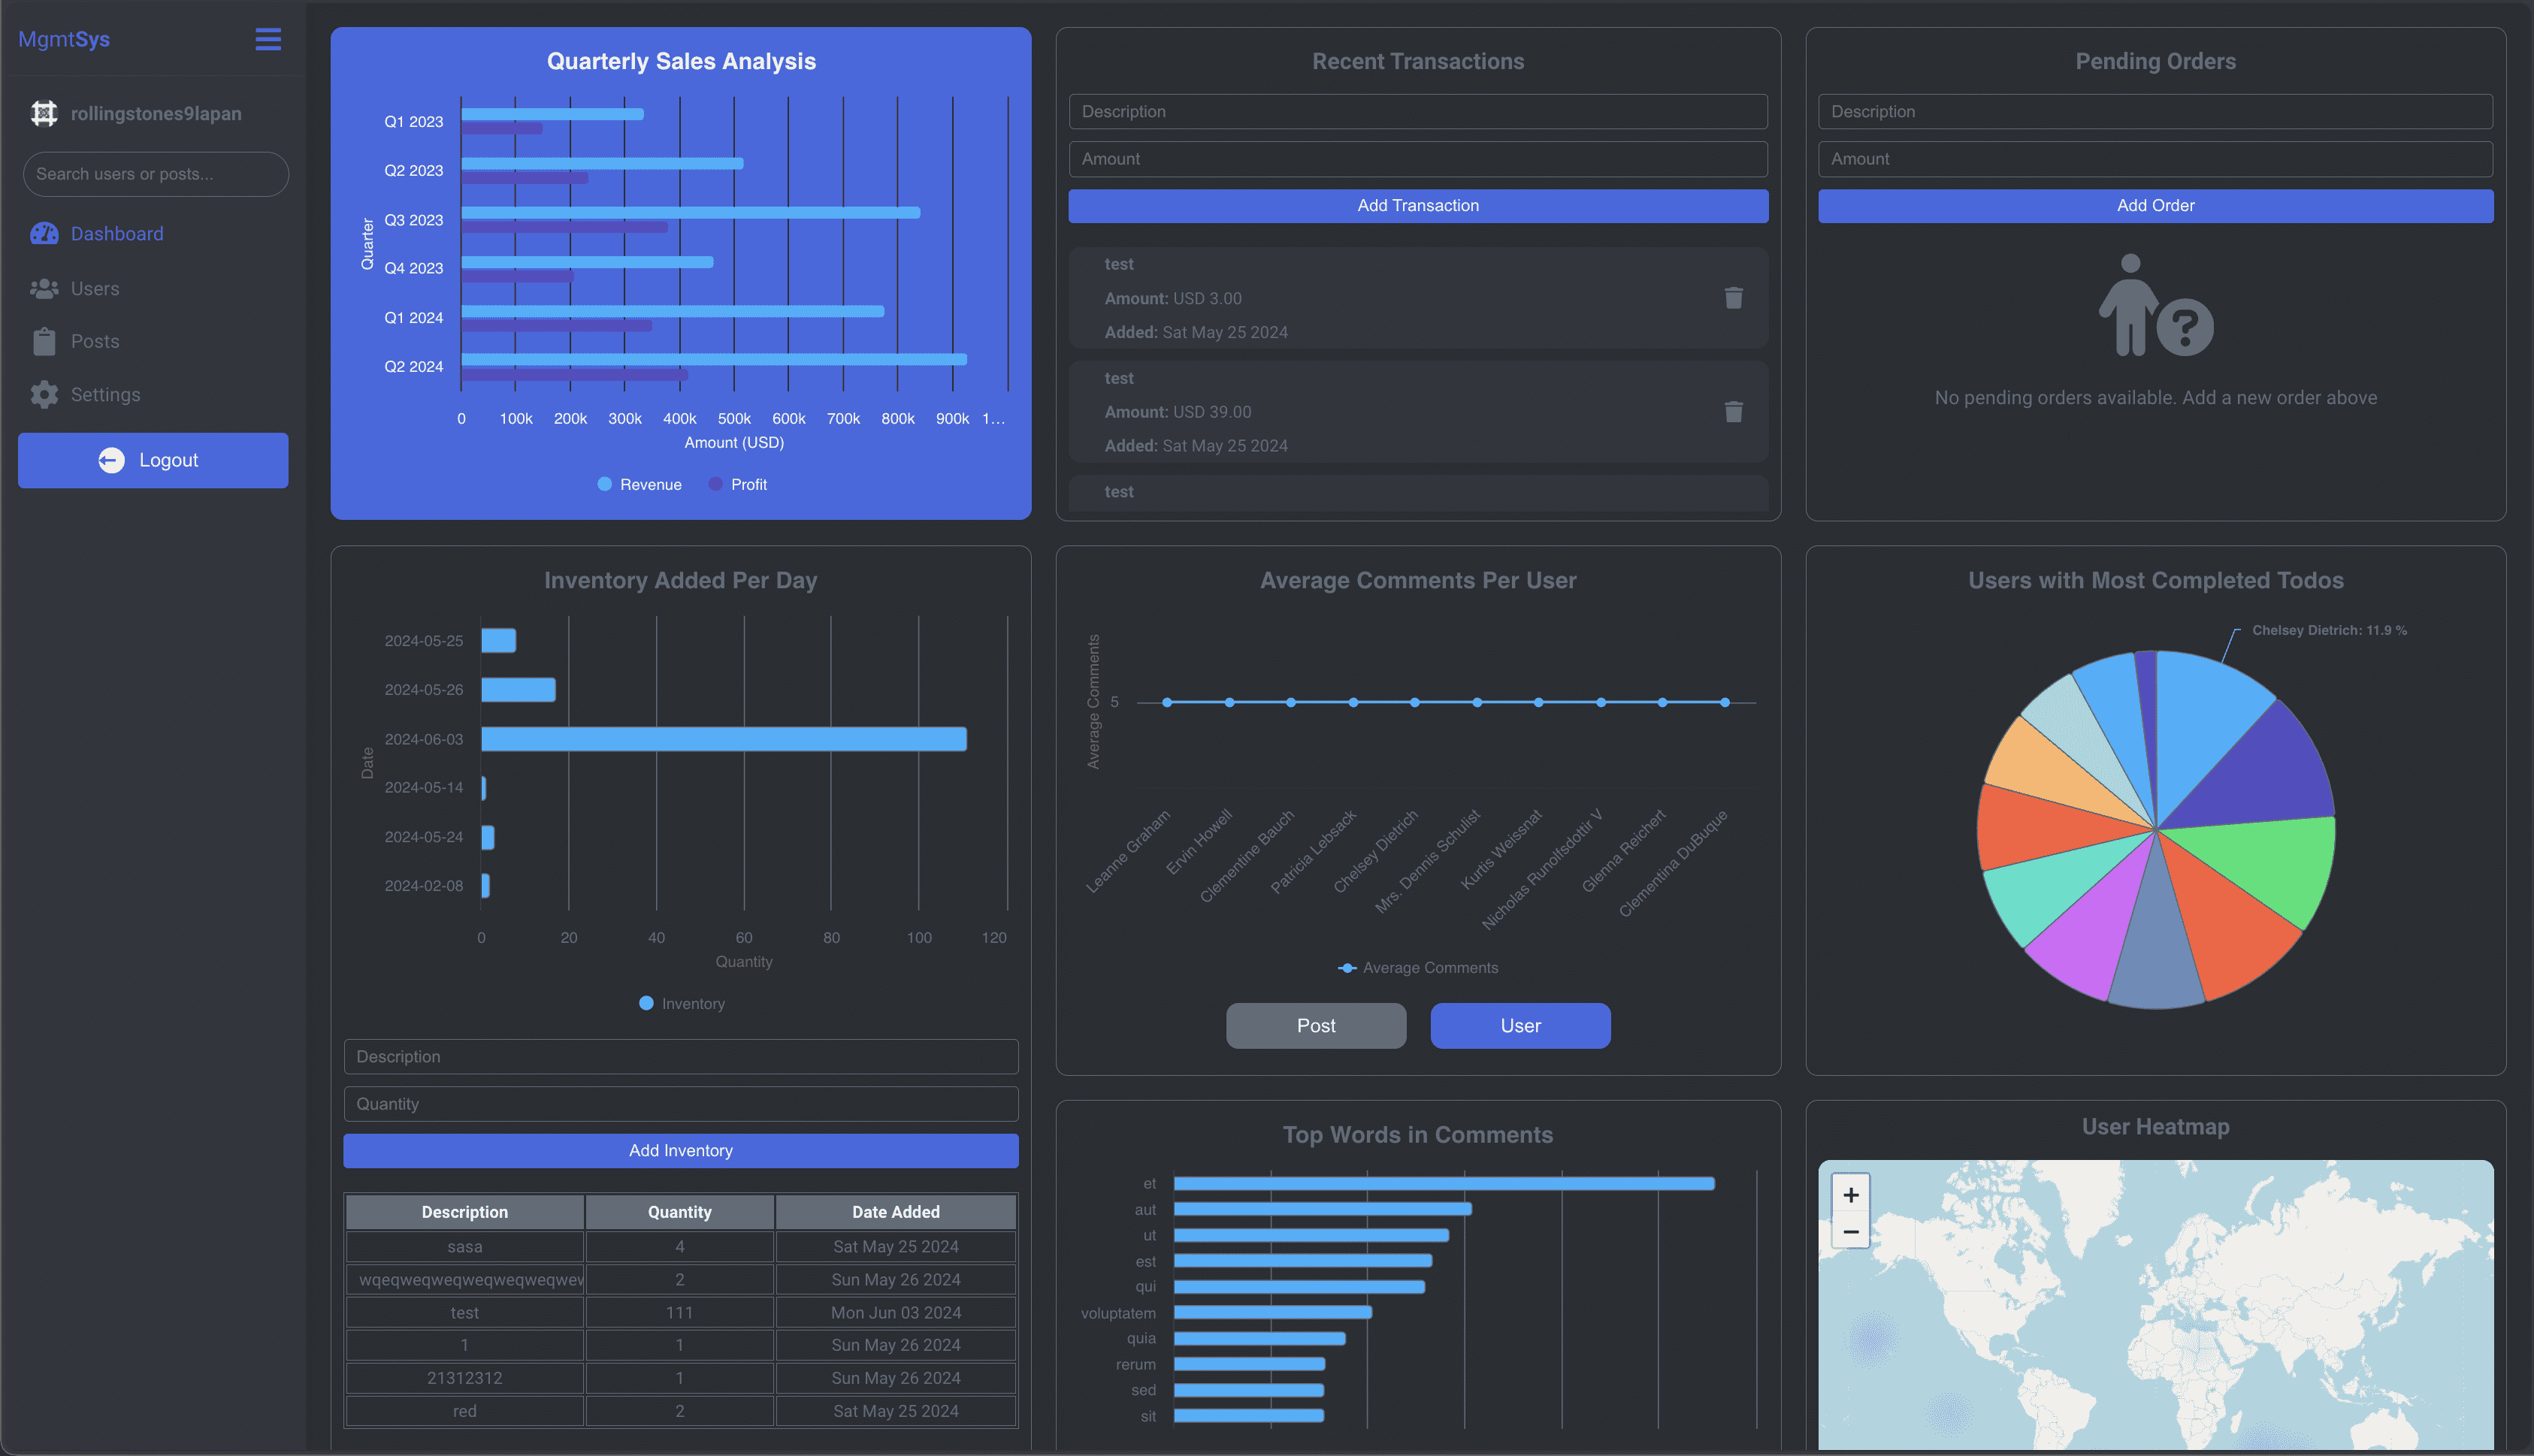 MgmtSys
rollingstones9lapan
Search users or posts...
Dashboard
Users
Posts
Settings
Logout
Quarterly Sales Analysis
Quarter
Q1 2023
Q2 2023
Q3 2023
Q4 2023
Q1 2024
Q2 2024
0 100k 200k 300k 400k 500k 600k 700k 800k 900k 1...
Amount (USD)
Revenue Profit
Recent Transactions
Description
Amount
Add Transaction
test
Amount: USD 3.00
Added: Sat May 25 2024
test
Amount: USD 39.00
Added: Sat May 25 2024
test
Pending Orders
Description
Amount
Add Order
?
No pending orders available. Add a new order above
Inventory Added Per Day
Date
2024-05-25
2024-05-26
2024-06-03
2024-05-14
2024-05-24
2024-02-08
0 20 40 60 80 100 120
Quantity
Inventory
Description
Quantity
Add Inventory
Description Quantity Date Added
sasa 4 Sat May 25 2024
wqeqweqweqweqweqweqwew 2 Sun May 26 2024
test 111 Mon Jun 03 2024
1 1 Sun May 26 2024
21312312 1 Sun May 26 2024
red 2 Sat May 25 2024
Average Comments Per User
Average Comments
5
Leanne Graham
Ervin Howell
Clementine Bauch
Patricia Lebsack
Chelsey Dietrich
Mrs. Dennis Schulist
Kurtis Weissnat
Nicholas Runolfsdottir V
Glenna Reichert
Clementina DuBuque
Average Comments
Post User
Users with Most Completed Todos
Chelsey Dietrich: 11.9 %
Top Words in Comments
et
aut
ut
est
qui
voluptatem
quia
rerum
sed
sit
User Heatmap
+
−